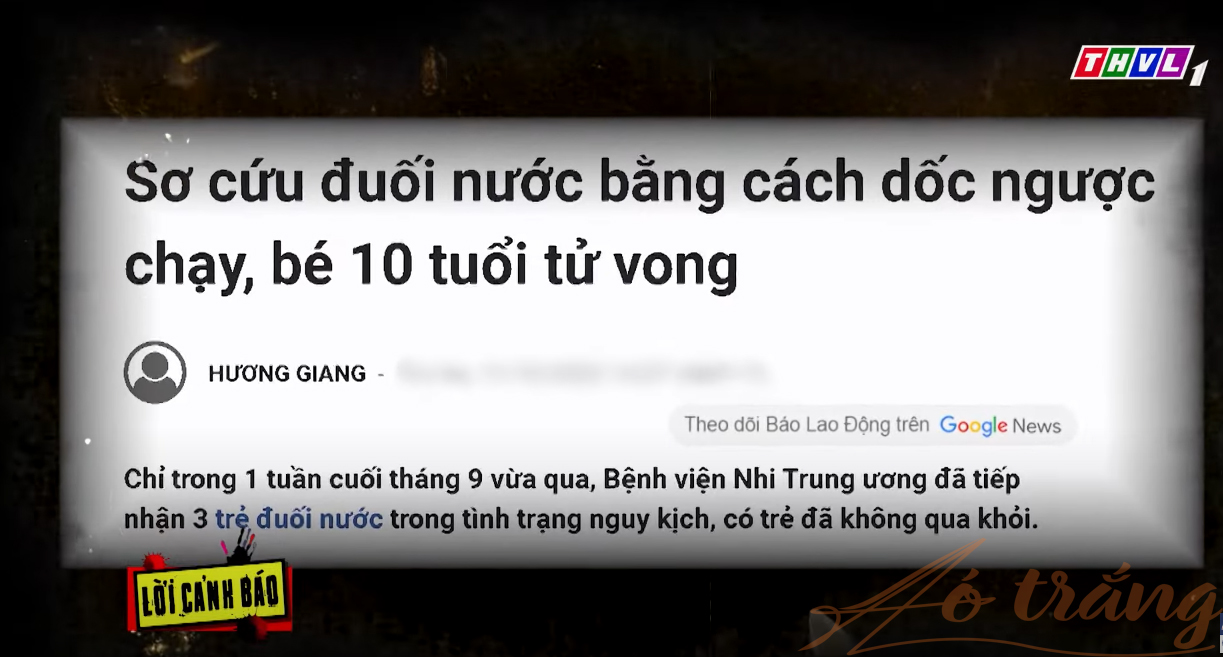 THVL1
Sơ cứu đuối nước bằng cách dốc ngược
chạy, bé 10 tuổi tử vong
HƯƠNG GIANG -
Theo dõi Báo Lao Động trên Google News
Chỉ trong 1 tuần cuối tháng 9 vừa qua, Bệnh viện Nhi Trung ương đã tiếp
nhận 3 trẻ đuối nước trong tình trạng nguy kịch, có trẻ đã không qua khỏi.
LỜI CẢNH BÁO
Áo trắng